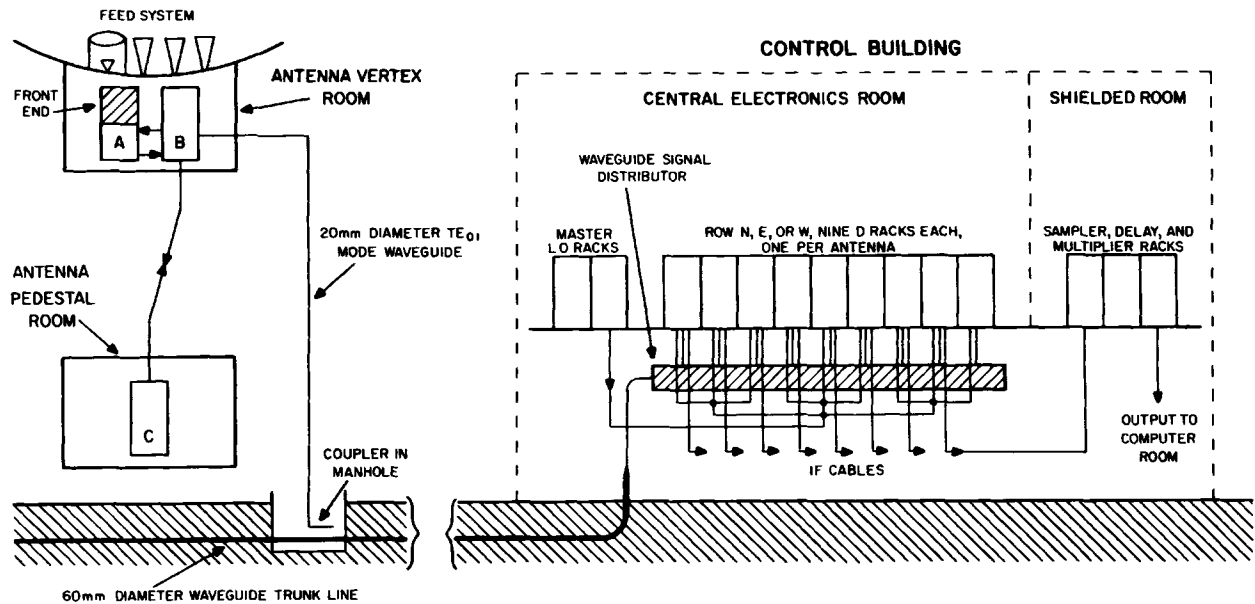 FEED SYSTEM
ANTENNA VERTEX
ROOM
FRONT
END
A
B
20mm DIAMETER TE01
MODE WAVEGUIDE
ANTENNA
PEDESTAL
ROOM
C
COUPLER IN
MANHOLE
60mm DIAMETER WAVEGUIDE TRUNK LINE
CONTROL BUILDING
CENTRAL ELECTRONICS ROOM
SHIELDED ROOM
WAVEGUIDE SIGNAL
DISTRIBUTOR
MASTER
L O RACKS
ROW N, E, OR W, NINE D RACKS EACH,
ONE PER ANTENNA
SAMPLER, DELAY, AND
MULTIPLIER RACKS
IF CABLES
OUTPUT TO
COMPUTER
ROOM